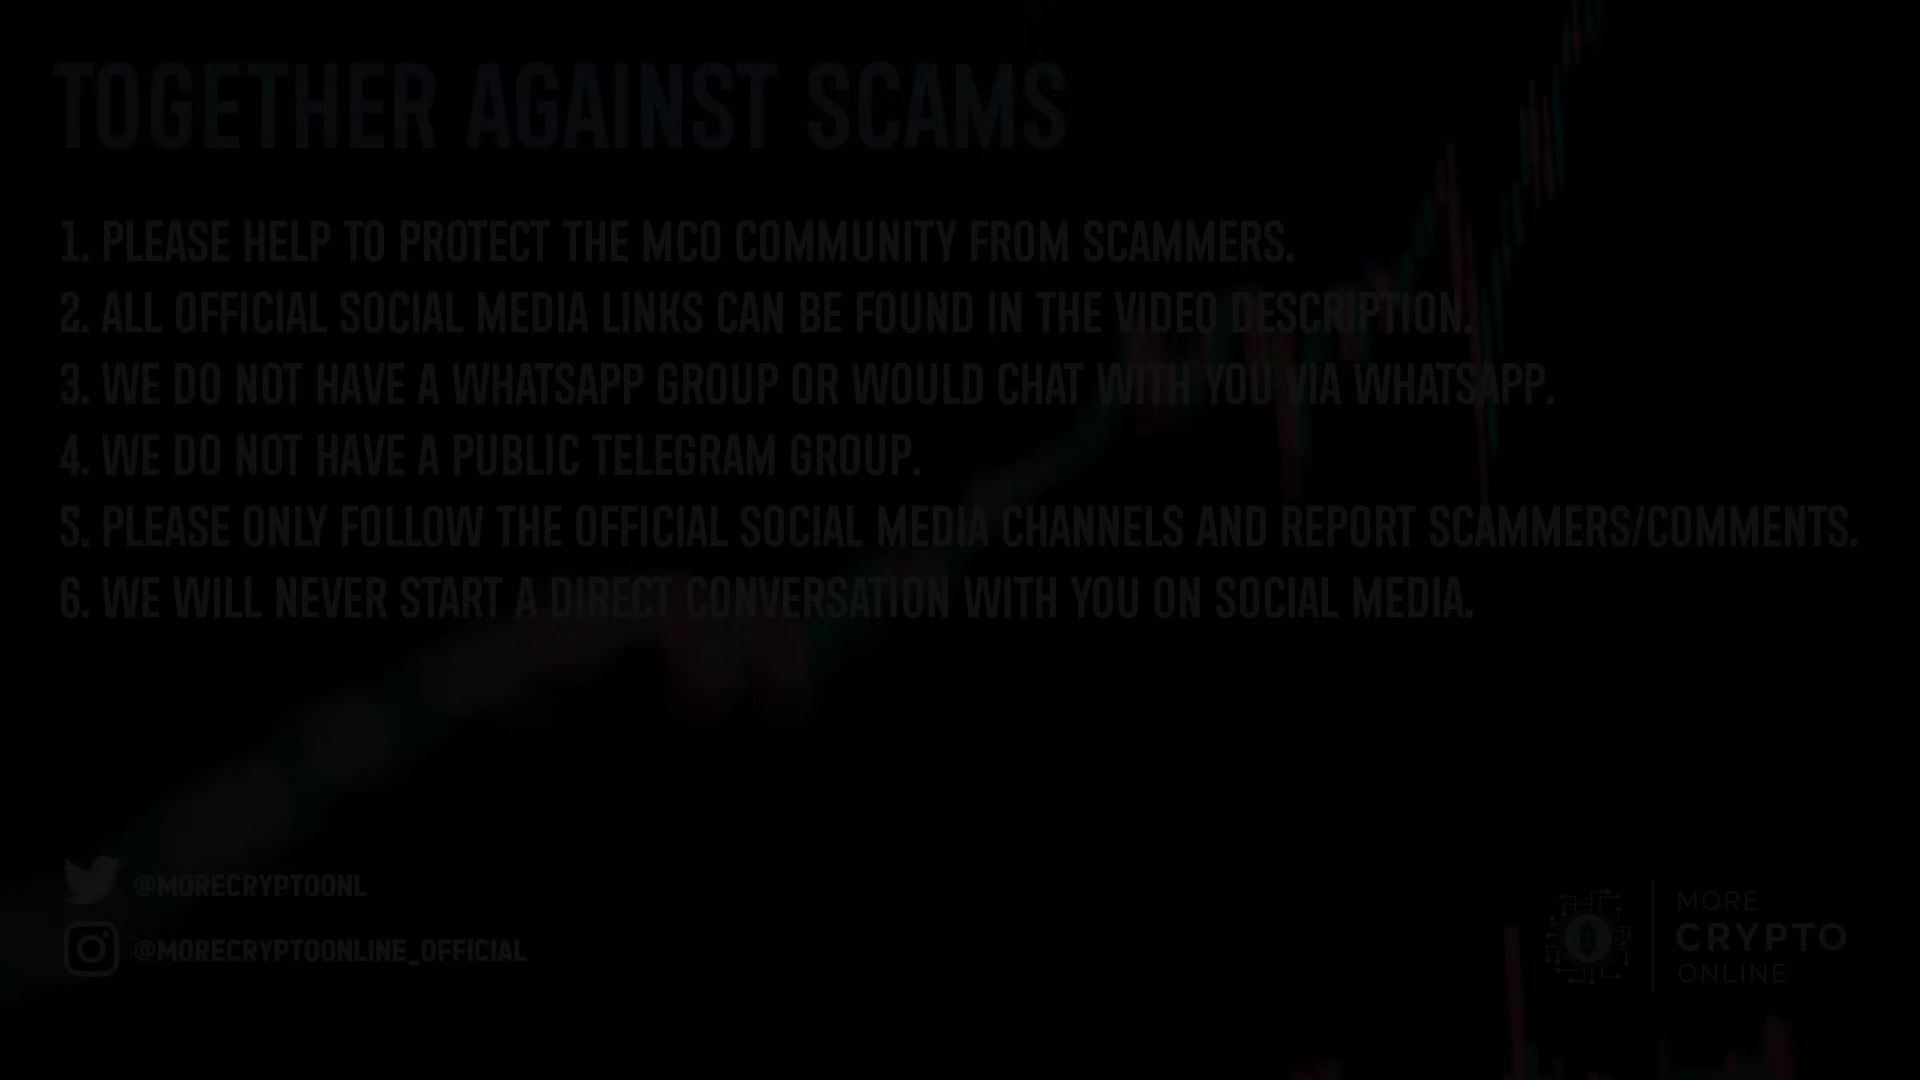 TOGETHER AGAINST SCAMS
1. PLEASE HELP TO PROTECT THE MCO COMMUNITY FROM SCAMMERS.
2. ALL OFFICIAL SOCIAL MEDIA LINKS CAN BE FOUND IN THE VIDEO DESCRIPTION.
3. WE DO NOT HAVE A WHATSAPP GROUP OR WOULD CHAT WITH YOU VIA WHATSAPP.
4. WE DO NOT HAVE A PUBLIC TELEGRAM GROUP.
5. PLEASE ONLY FOLLOW THE OFFICIAL SOCIAL MEDIA CHANNELS AND REPORT SCAMMERS/COMMENTS.
6. WE WILL NEVER START A DIRECT CONVERSATION WITH YOU ON SOCIAL MEDIA.
@MORECRYPTOONL
@MORECRYPTOONLINE_OFFICIAL
MORE
CRYPTO
ONLINE